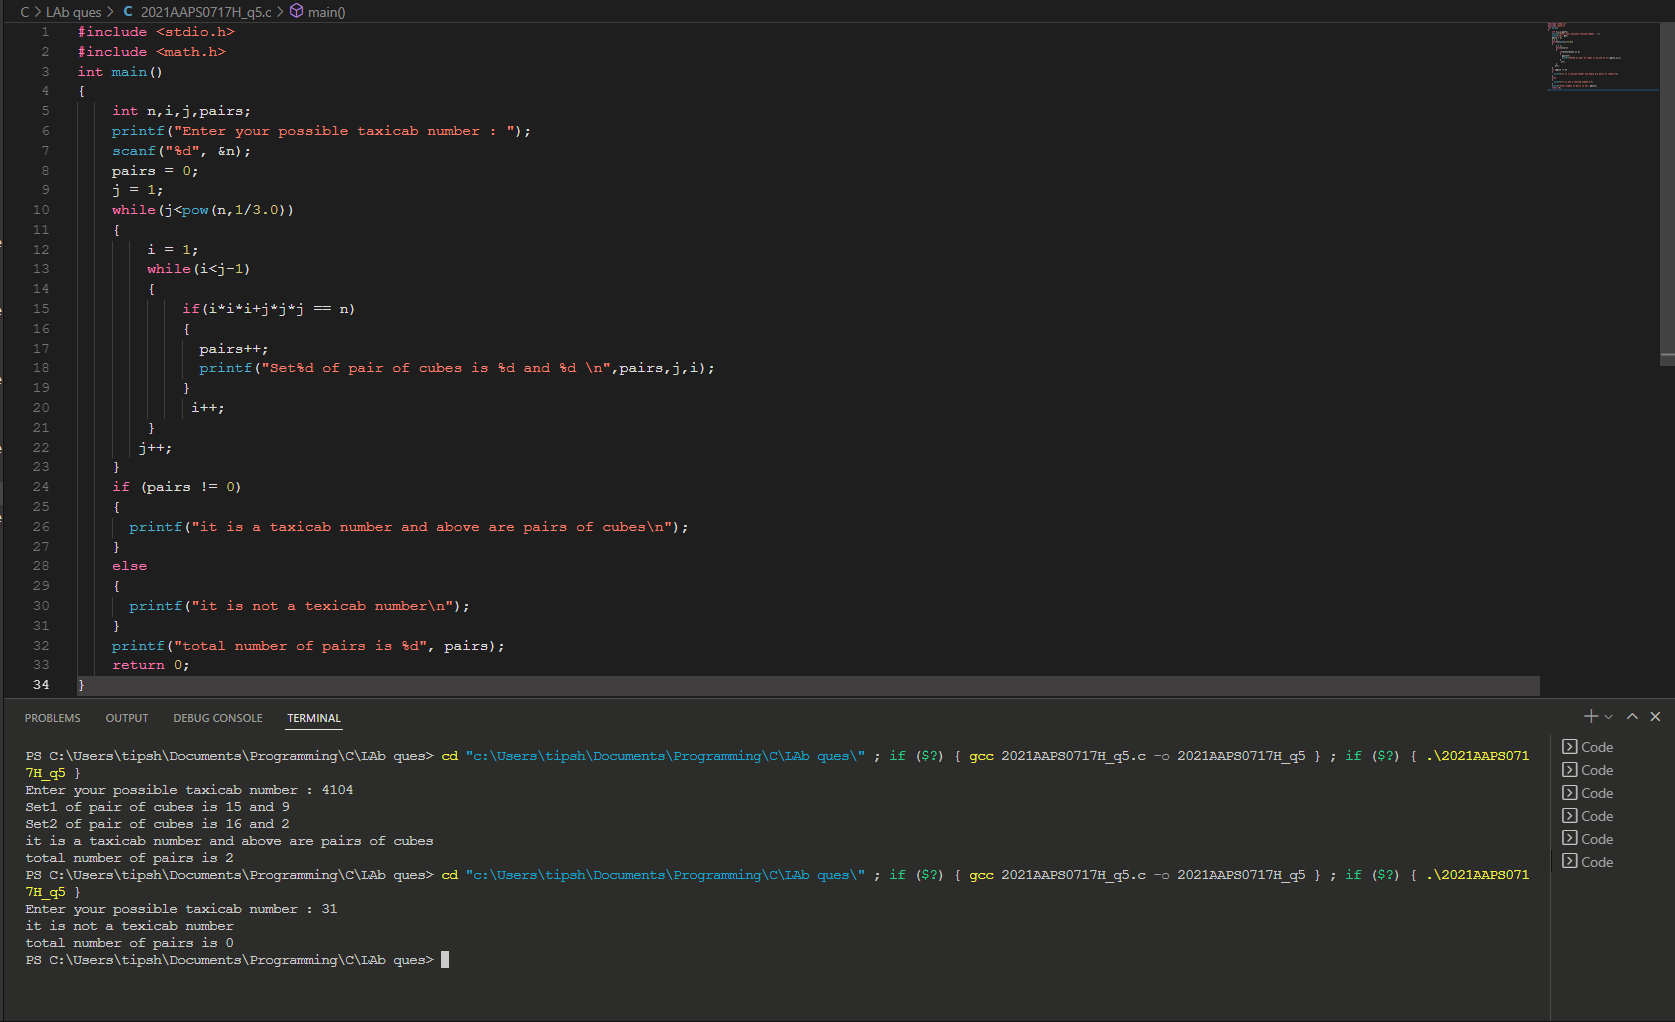 C > LAb ques > C 2021AAPS0717H_q5.c > main()
1 #include <stdio.h>
2 #include <math.h>
3 int main()
4 {
5 int n,i,j,pairs;
6 printf("Enter your possible taxicab number : ");
7 scanf("%d", &n);
8 pairs = 0;
9 j = 1;
10 while(j<pow(n,1/3.0))
11 {
12 i = 1;
13 while(i<j-1)
14 {
15 if(i*i*i+j*j*j == n)
16 {
17 pairs++;
18 printf("Set%d of pair of cubes is %d and %d \n",pairs,j,i);
19 }
20 i++;
21 }
22 j++;
23 }
24 if (pairs != 0)
25 {
26 printf("it is a taxicab number and above are pairs of cubes\n");
27 }
28 else
29 {
30 printf("it is not a texicab number\n");
31 }
32 printf("total number of pairs is %d", pairs);
33 return 0;
34 }
PROBLEMS OUTPUT DEBUG CONSOLE TERMINAL
PS C:\Users\tipsh\Documents\Programming\C\LAb ques> cd "c:\Users\tipsh\Documents\Programming\C\LAb ques\" ; if ($?) { gcc 2021AAPS0717H_q5.c -o 2021AAPS0717H_q5 } ; if ($?) { .\2021AAPS071
7H_q5 }
Enter your possible taxicab number : 4104
Set1 of pair of cubes is 15 and 9
Set2 of pair of cubes is 16 and 2
it is a taxicab number and above are pairs of cubes
total number of pairs is 2
PS C:\Users\tipsh\Documents\Programming\C\LAb ques> cd "c:\Users\tipsh\Documents\Programming\C\LAb ques\" ; if ($?) { gcc 2021AAPS0717H_q5.c -o 2021AAPS0717H_q5 } ; if ($?) { .\2021AAPS071
7H_q5 }
Enter your possible taxicab number : 31
it is not a texicab number
total number of pairs is 0
PS C:\Users\tipsh\Documents\Programming\C\LAb ques>
Code
Code
Code
Code
Code
Code